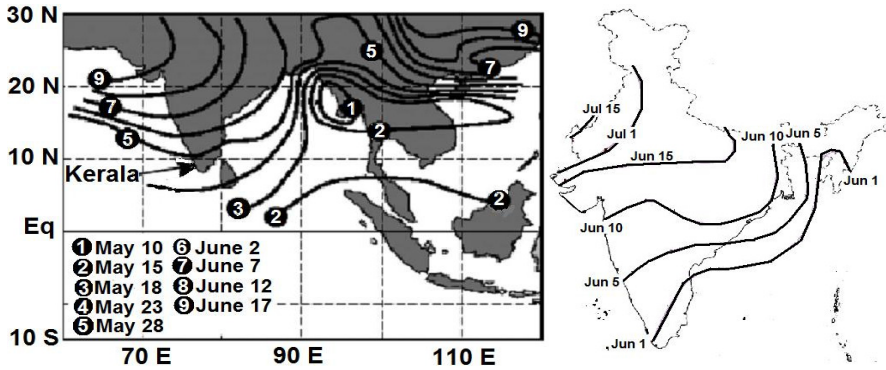 30 N
20 N
10 N
Eq
10 S
70 E
90 E
110 E
Kerala
9
7
5
5
9
7
1
2
3
2
2
1 May 10
2 May 15
3 May 18
4 May 23
5 May 28
6 June 2
7 June 7
8 June 12
9 June 17
Jul 15
Jul 1
Jun 15
Jun 10
Jun 5
Jun 1
Jun 10
Jun 5
Jun 1